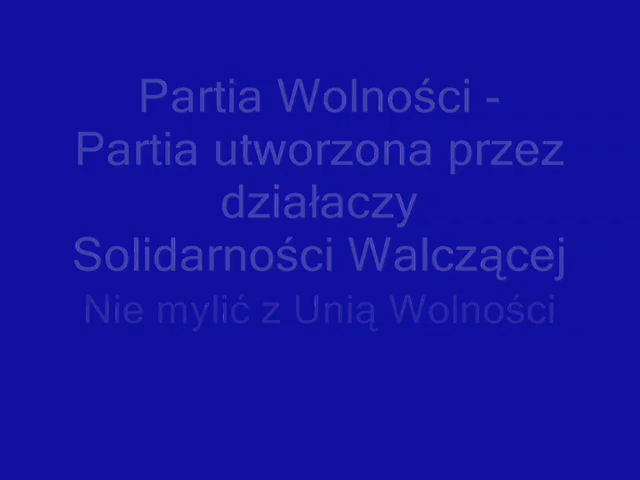 Partia Wolności -
Partia utworzona przez
działaczy
Solidarności Walczącej
Nie mylić z Unią Wolności